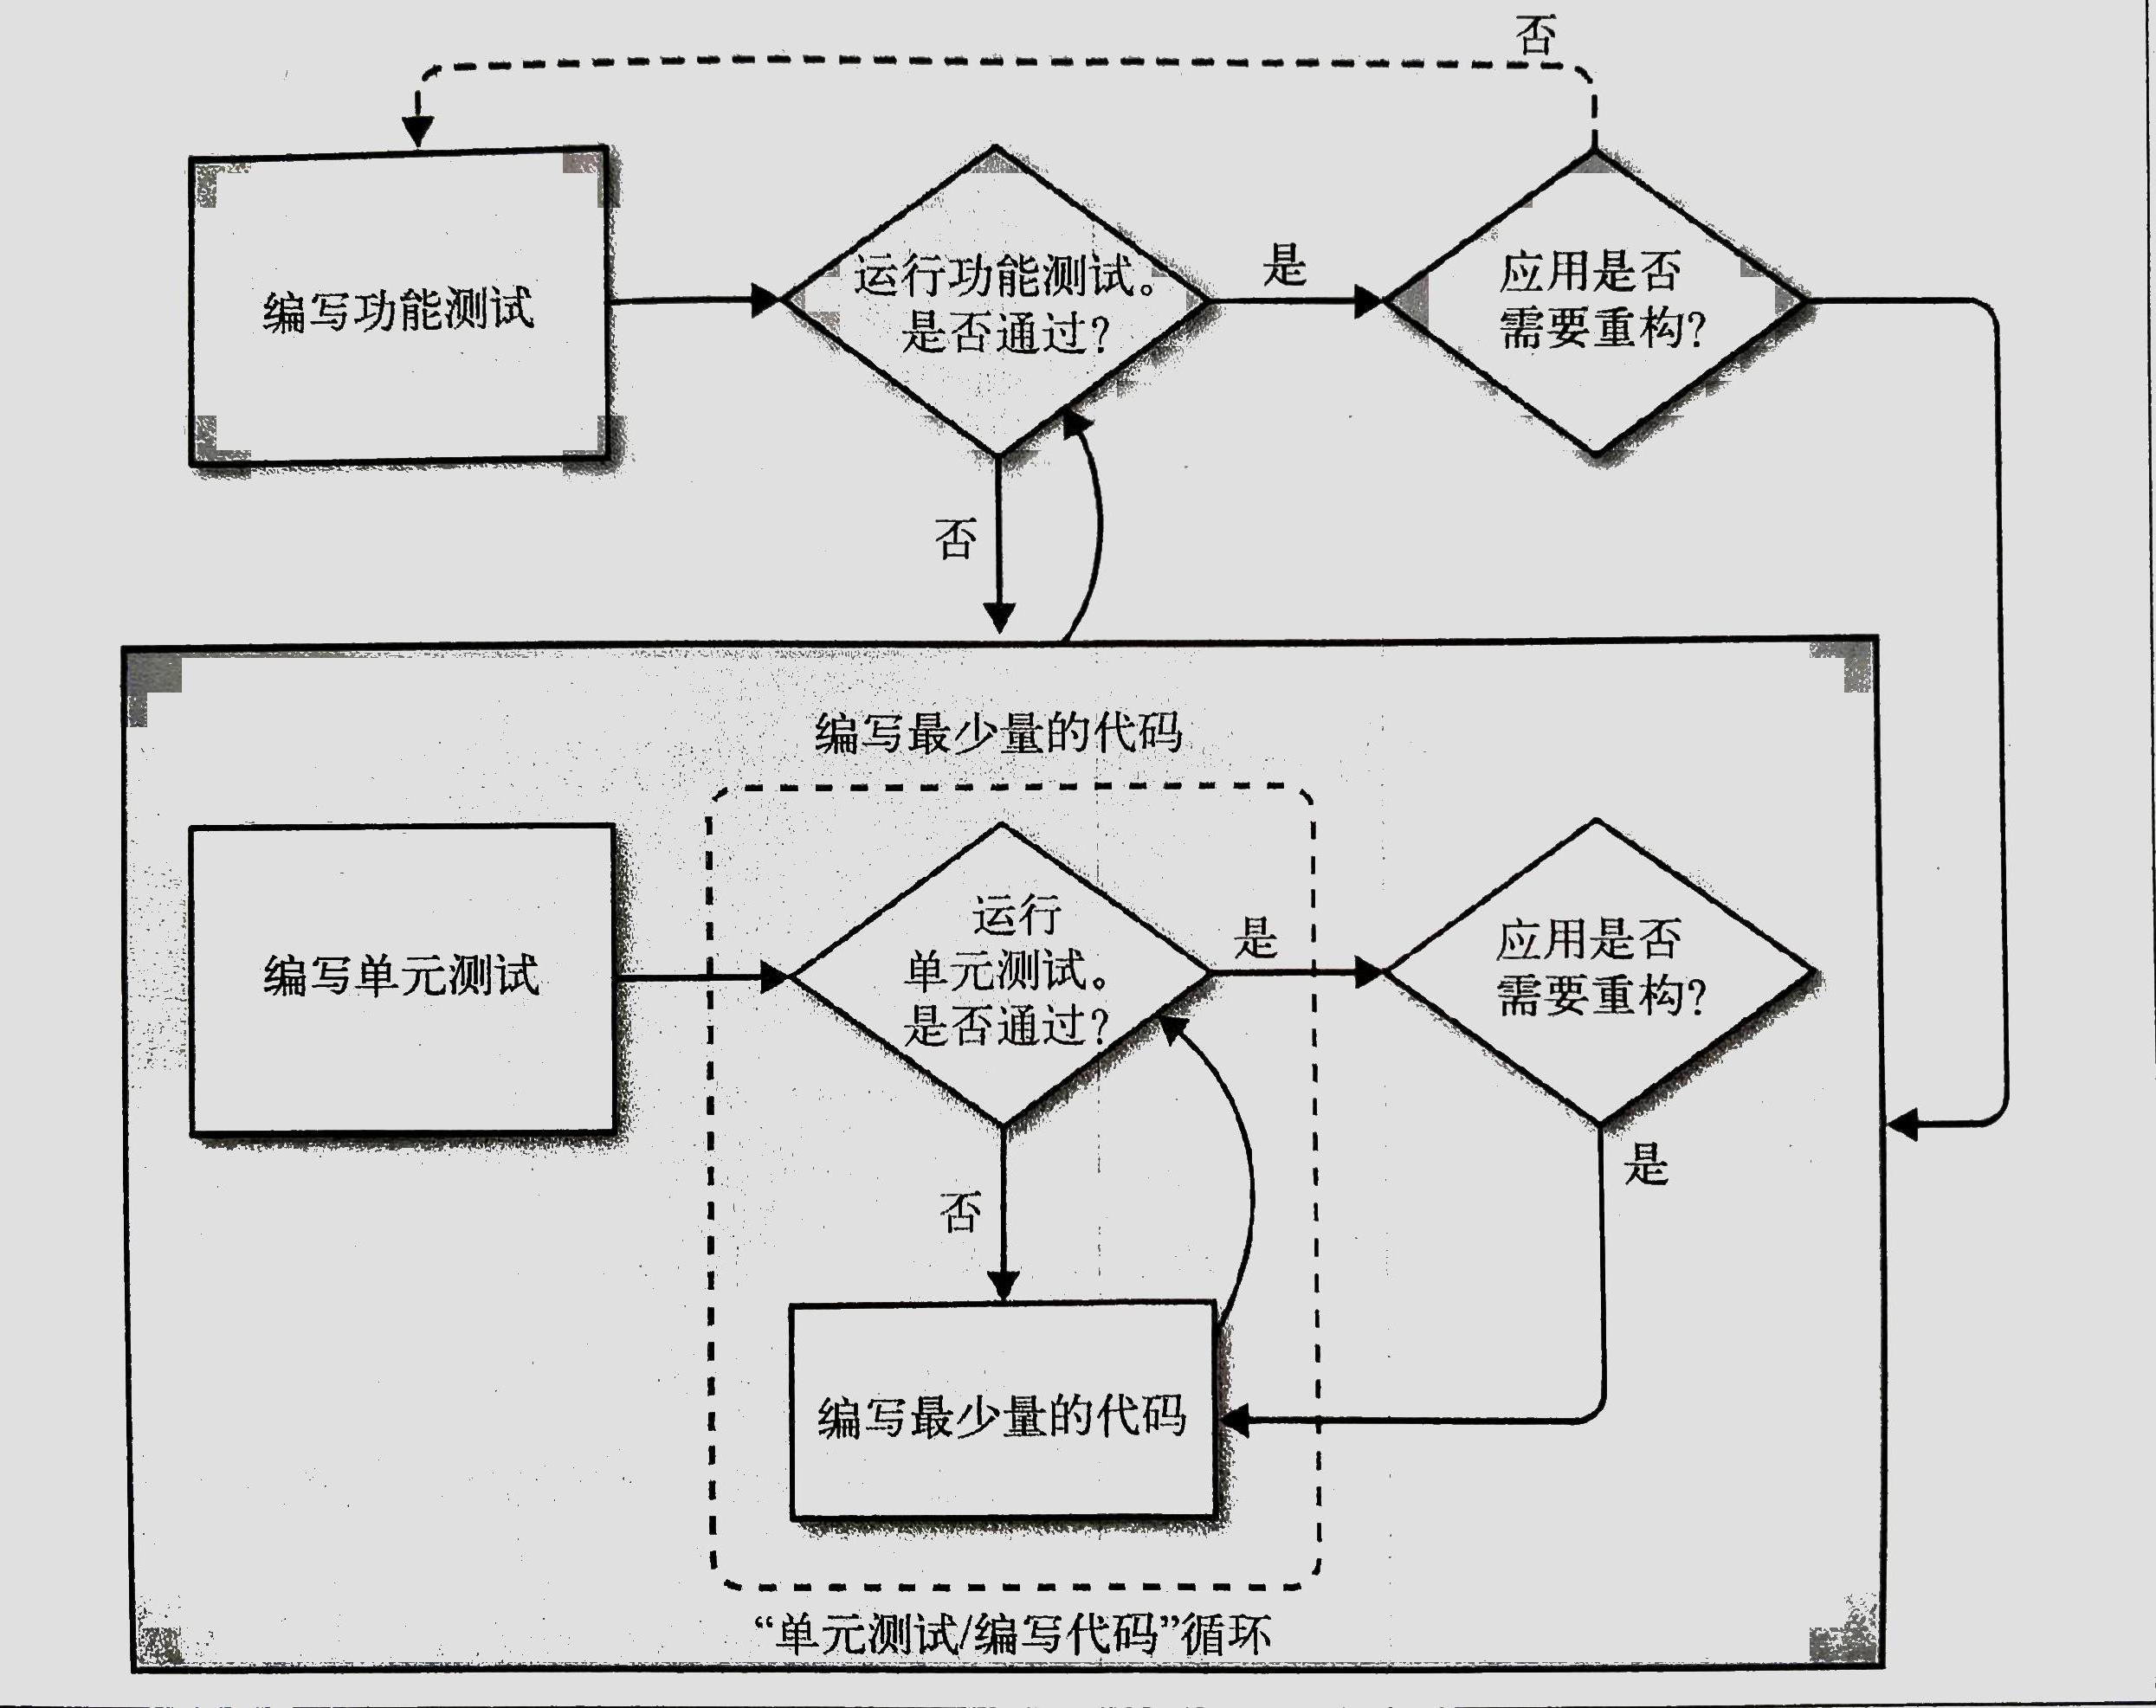 否
编写功能测试
运行功能测试。
是否通过？
是
应用是否
需要重构？
否
编写最少量的代码
编写单元测试
运行
单元测试。
是否通过？
是
应用是否
需要重构？
否
是
编写最少量的代码
“单元测试/编写代码”循环